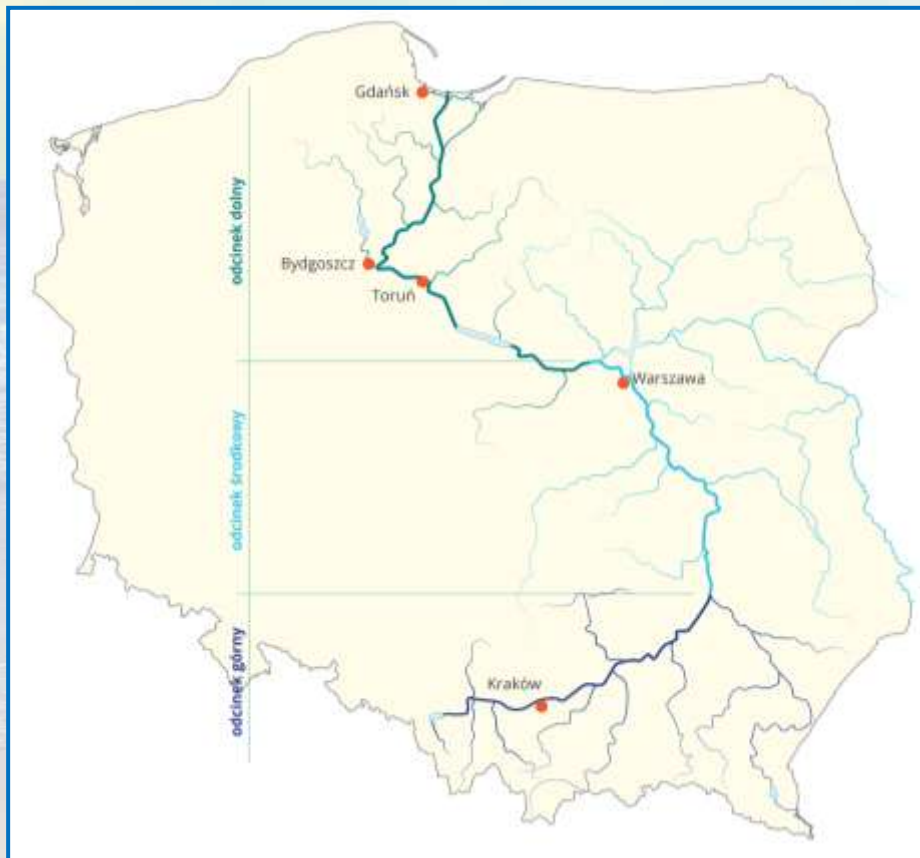 Gdańsk
odcinek dolny
Bydgoszcz
Toruń
Warszawa
odcinek środkowy
odcinek górny
Kraków